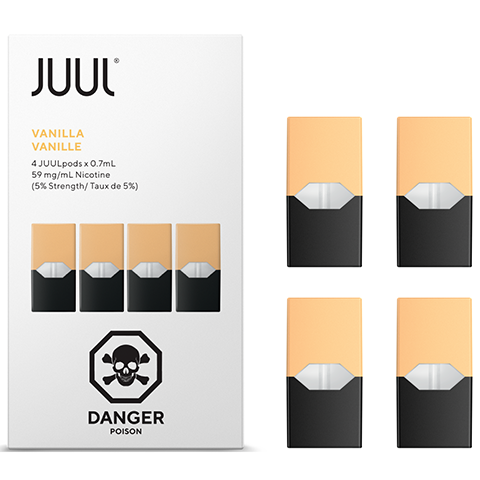 JUUL®
VANILLA
VANILLE
4 JUULpods x 0.7mL
59 mg/mL Nicotine
(5% Strength/ Taux de 5%)
DANGER
POISON